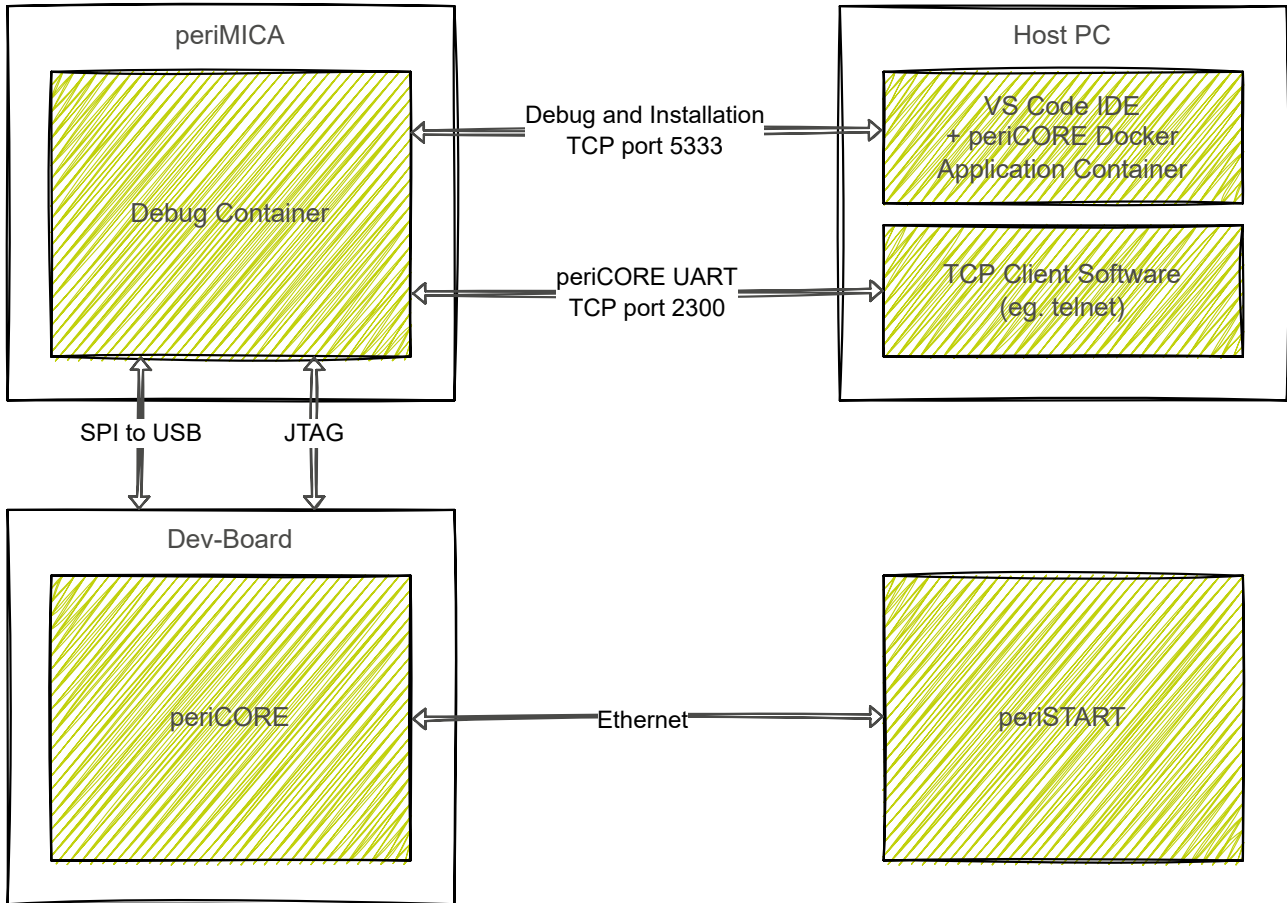 periMICA
Host PC
Debug Container
Debug and Installation
TCP port 5333
VS Code IDE
+ periCORE Docker
Application Container
periCORE UART
TCP port 2300
TCP Client Software
(eg. telnet)
SPI to USB
JTAG
Dev-Board
periCORE
Ethernet
periSTART